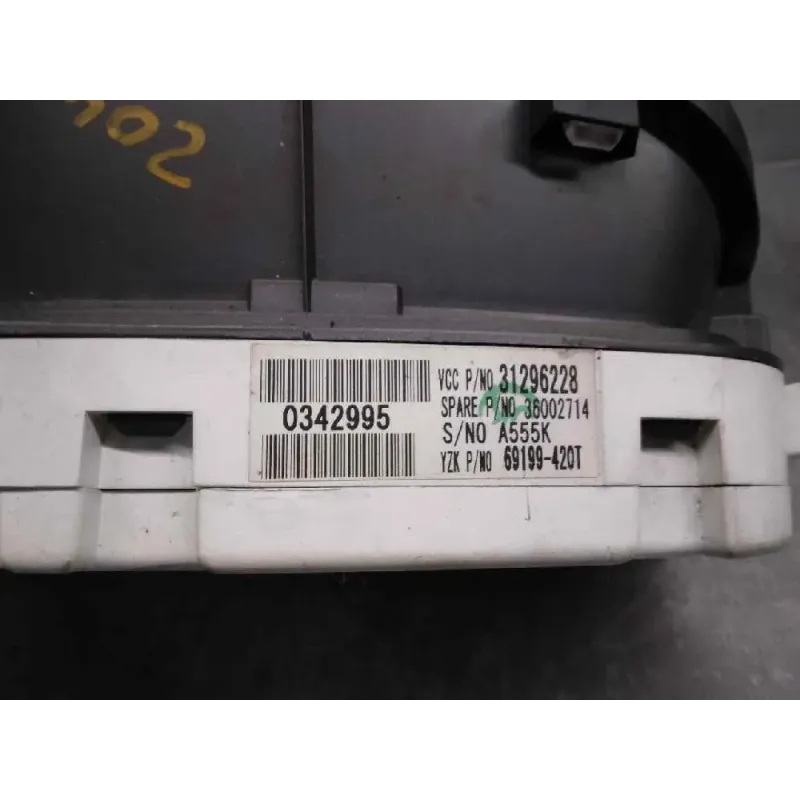 VCC P/NO 31296228
SPARE P/NO 36002714
0342995
S/NO A555K
YZK P/NO 69199-420T